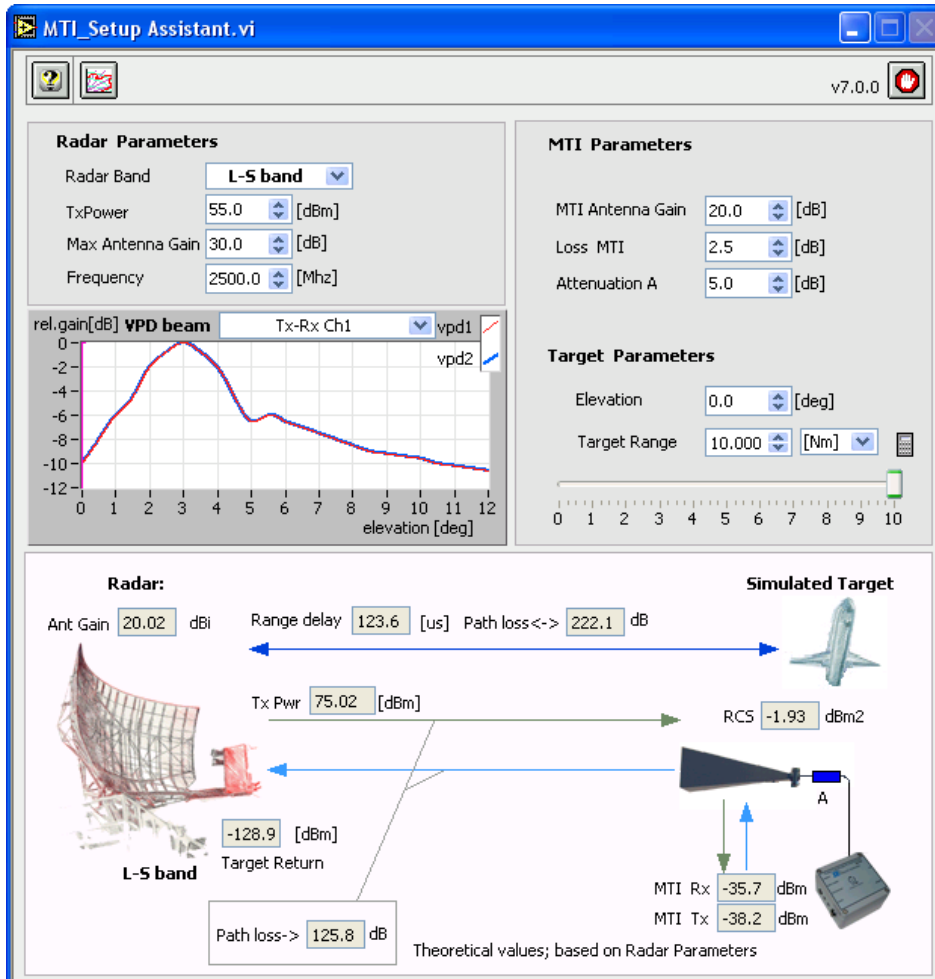 MTI_Setup Assistant.vi
v7.0.0
Radar Parameters
Radar Band L-S band
TxPower 55.0 [dBm]
Max Antenna Gain 30.0 [dB]
Frequency 2500.0 [Mhz]
MTI Parameters
MTI Antenna Gain 20.0 [dB]
Loss MTI 2.5 [dB]
Attenuation A 5.0 [dB]
rel.gain[dB] VPD beam Tx-Rx Ch1 vpd1
vpd2
0
-2
-4
-6
-8
-10
-12
0 1 2 3 4 5 6 7 8 9 10 11 12
elevation [deg]
Target Parameters
Elevation 0.0 [deg]
Target Range 10.000 [Nm]
0 1 2 3 4 5 6 7 8 9 10
Radar:
Simulated Target
Ant Gain 20.02 dBi
Range delay 123.6 [us] Path loss<-> 222.1 dB
Tx Pwr 75.02 [dBm]
RCS -1.93 dBm2
A
-128.9 [dBm]
Target Return
L-S band
MTI Rx -35.7 dBm
MTI Tx -38.2 dBm
Path loss-> 125.8 dB
Theoretical values; based on Radar Parameters